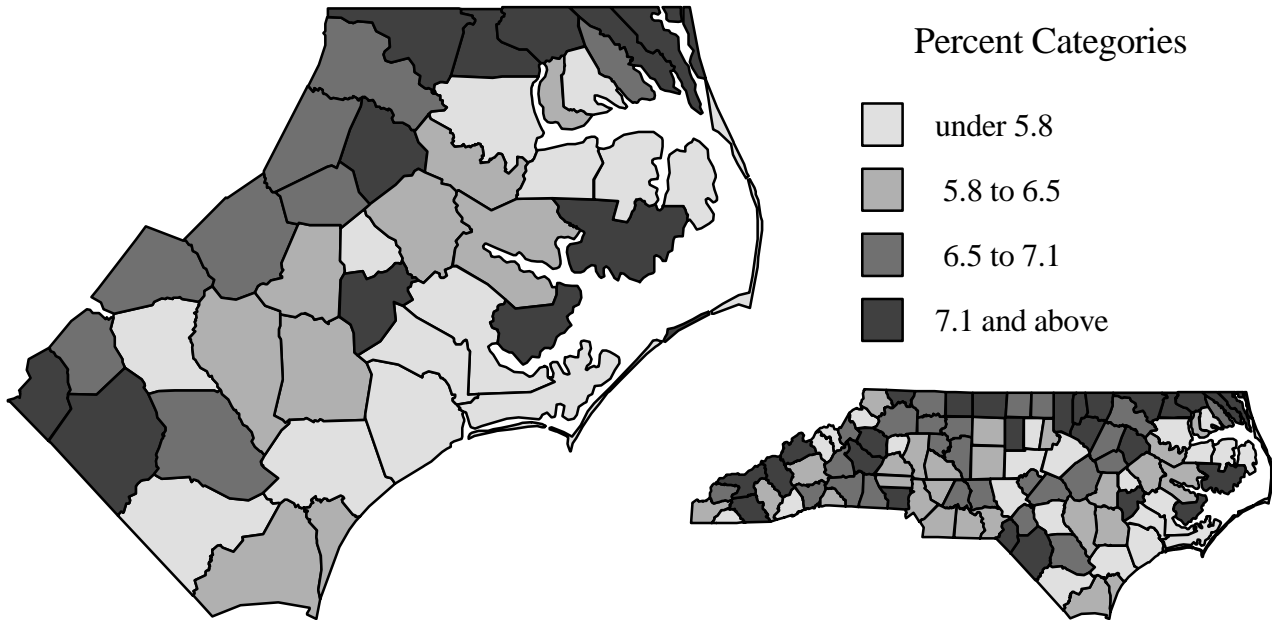 Percent Categories
under 5.8
5.8 to 6.5
6.5 to 7.1
7.1 and above